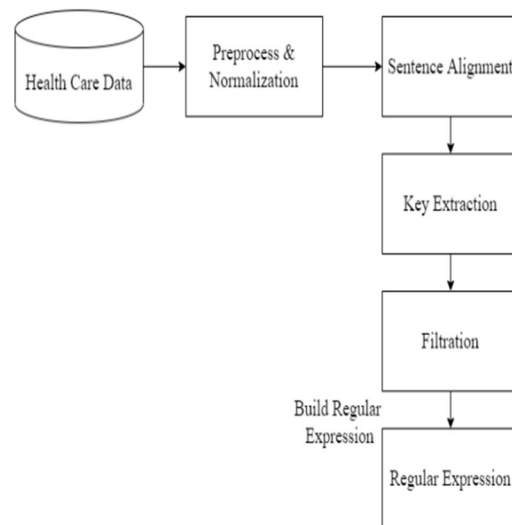 Health Care Data
Preprocess &
Normalization
Sentence Alignment
Key Extraction
Filtration
Build Regular
Expression
Regular Expression